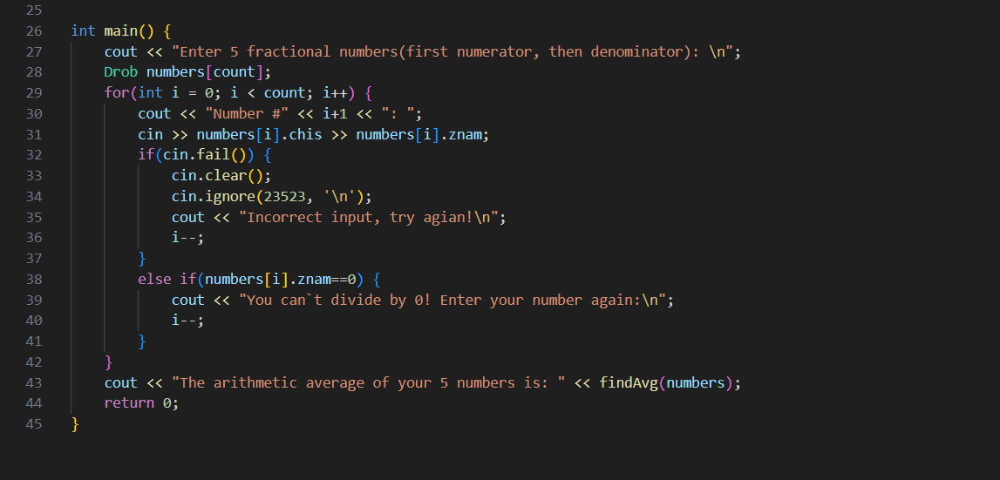 25
26 int main() {
27 cout << "Enter 5 fractional numbers(first numerator, then denominator): \n";
28 Drob numbers[count];
29 for(int i = 0; i < count; i++) {
30 cout << "Number #" << i+1 << ": ";
31 cin >> numbers[i].chis >> numbers[i].znam;
32 if(cin.fail()) {
33 cin.clear();
34 cin.ignore(23523, '\n');
35 cout << "Incorrect input, try agian!\n";
36 i--;
37 }
38 else if(numbers[i].znam==0) {
39 cout << "You can`t divide by 0! Enter your number again:\n";
40 i--;
41 }
42 }
43 cout << "The arithmetic average of your 5 numbers is: " << findAvg(numbers);
44 return 0;
45 }